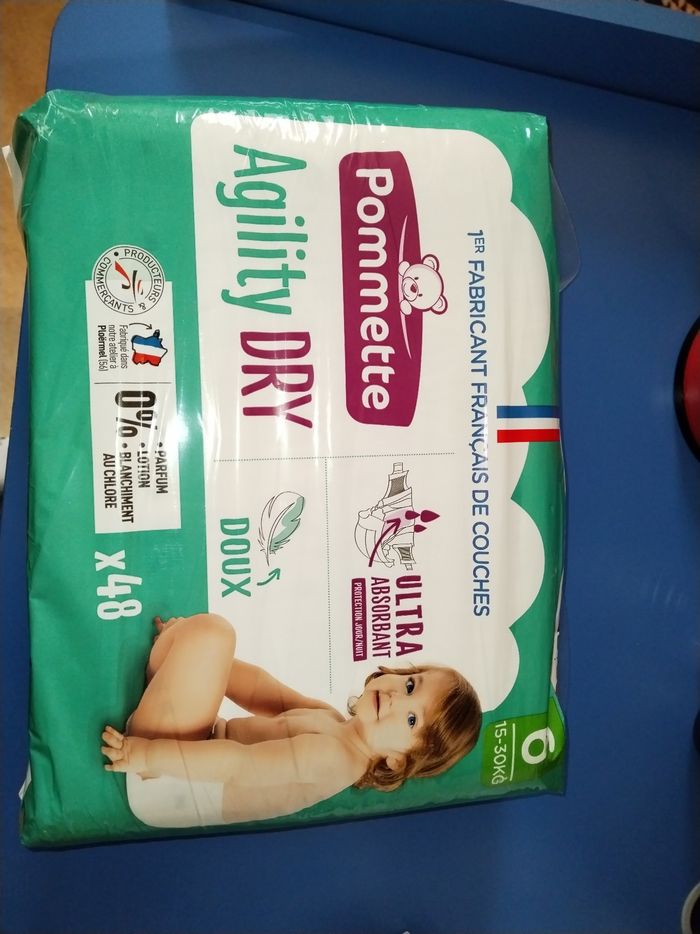 1ER FABRICANT FRANÇAIS DE COUCHES
6
15-30KG
Pommette
Agility DRY
ULTRA
ABSORBANT
PROTECTION JOUR/NUIT
DOUX
PRODUCTEURS
& COMMERÇANTS
Fabriqué dans
notre atelier à
Ploërmel (56)
0%
• PARFUM
• LOTION
• BLANCHIMENT
AU CHLORE
X48